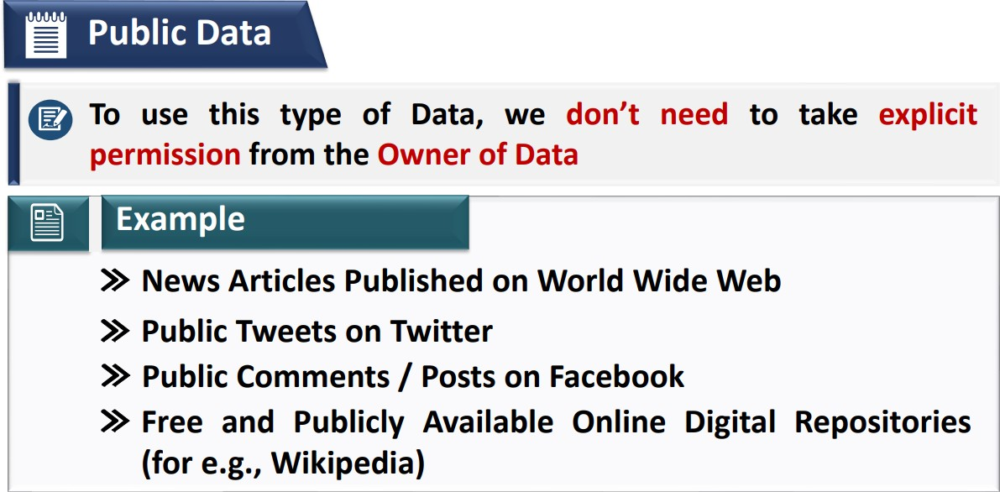 Public Data
To use this type of Data, we don't need to take explicit
permission from the Owner of Data
Example
News Articles Published on World Wide Web
Public Tweets on Twitter
Public Comments / Posts on Facebook
Free and Publicly Available Online Digital Repositories
(for e.g., Wikipedia)